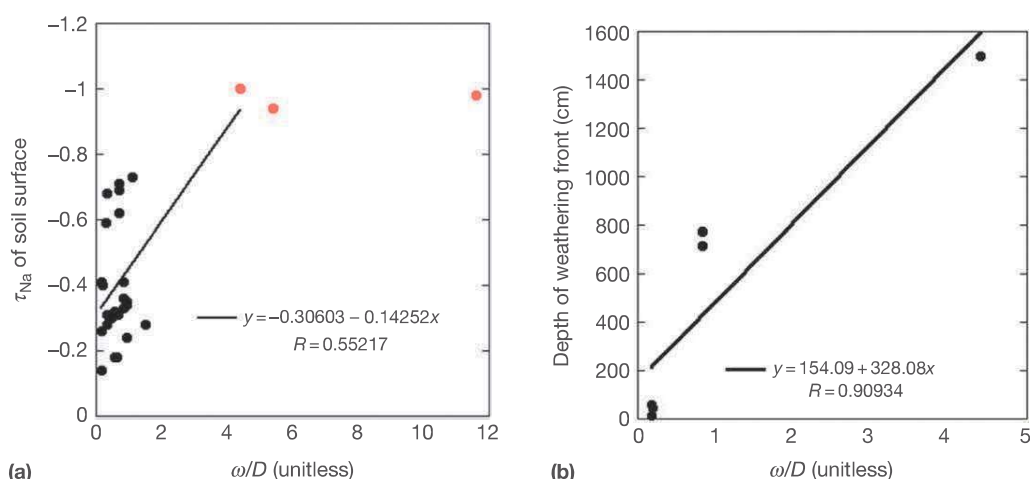 −1.2
−1
−0.8
−0.6
−0.4
−0.2
0
τNa of soil surface
y=−0.30603 − 0.14252x
R=0.55217
0 2 4 6 8 10 12
(a)
ω/D (unitless)
1600
1400
1200
1000
800
600
400
200
0
Depth of weathering front (cm)
y=154.09+328.08x
R=0.90934
0 1 2 3 4 5
(b)
ω/D (unitless)